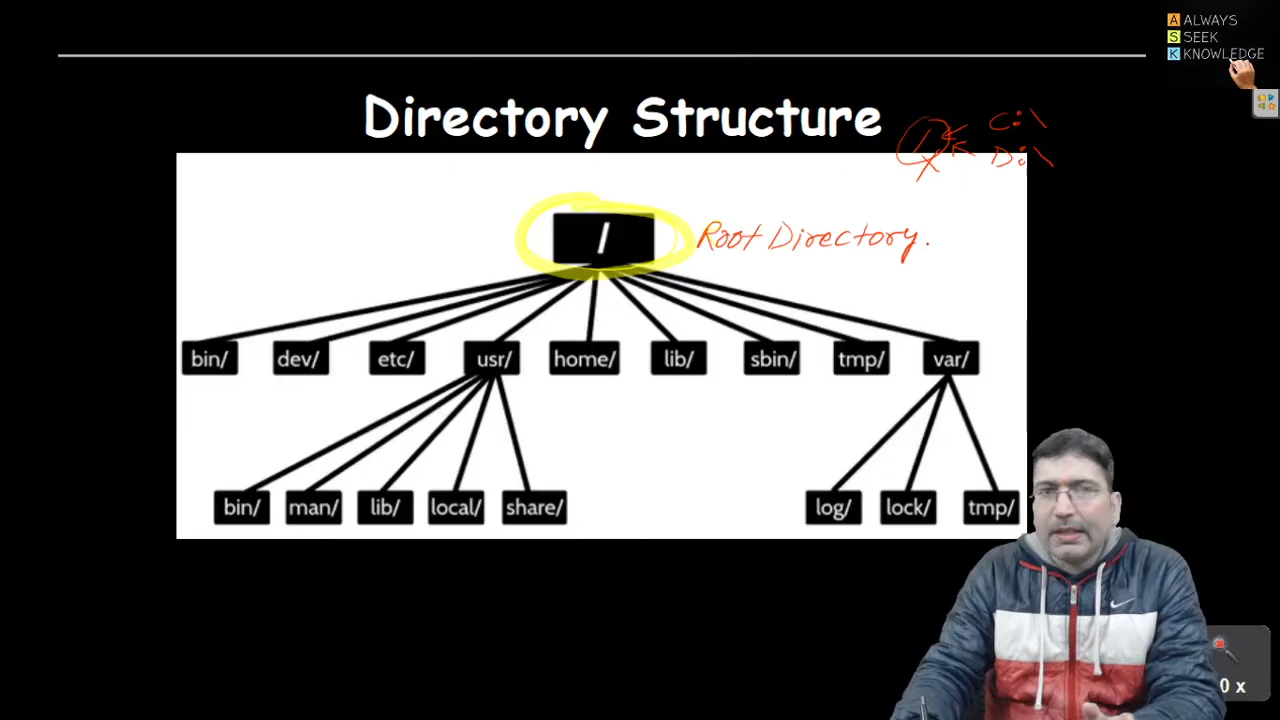 A ALWAYS
S SEEK
K KNOWLEDGE
Directory Structure
C:\
D:\
/
Root Directory.
bin/ dev/ etc/ usr/ home/ lib/ sbin/ tmp/ var/
bin/ man/ lib/ local/ share/ log/ lock/ tmp/
0 x